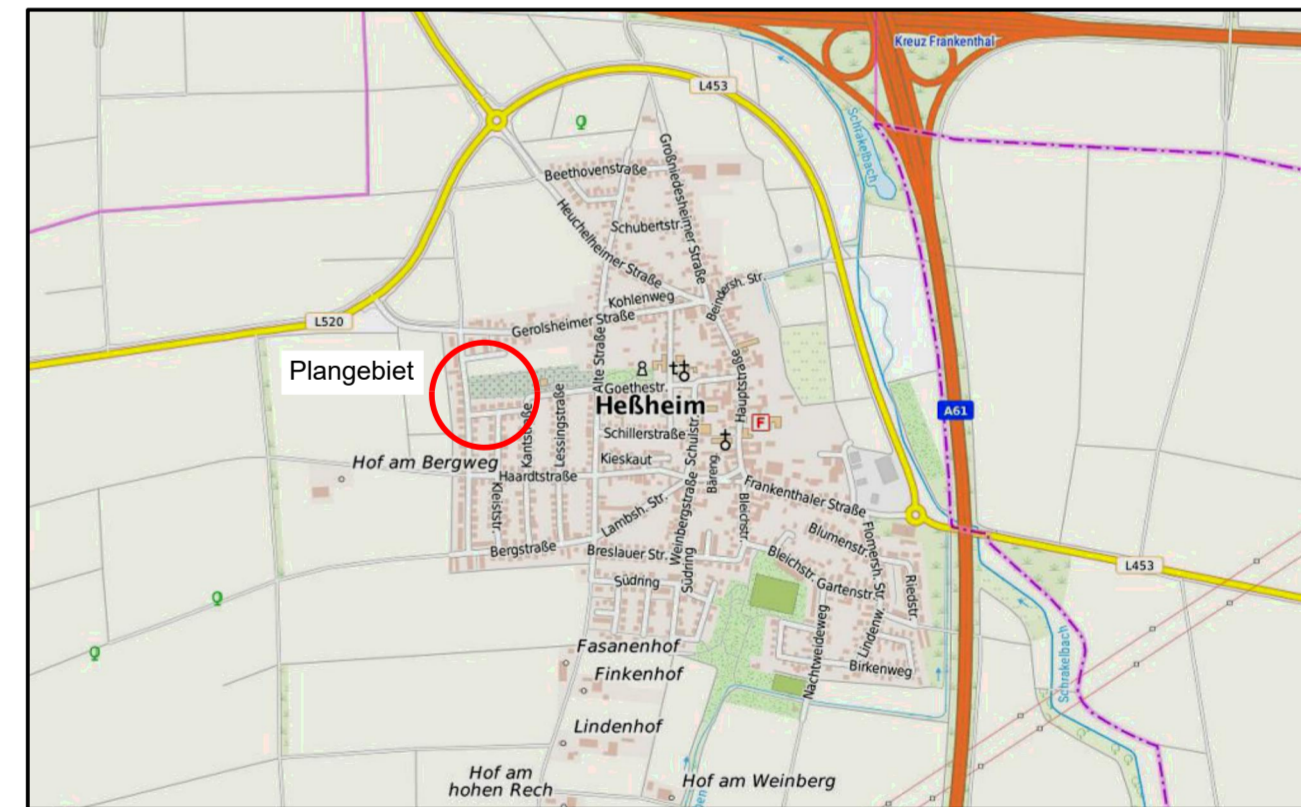 Kreuz Frankenthal
L453
Schrakelbach
Großniedesheimer Straße
Beethovenstraße
Heuchelheimer Straße
Schubertstr.
Beindersh. Str.
Kohlenweg
L520
Gerolsheimer Straße
Alte Straße
Plangebiet
Hauptstraße
Goethestr.
Heßheim
A61
Kantstraße
Lessingstraße
F
Schillerstraße
Schulstr.
Hof am Bergweg
Kieskaut
Bäreng
Haardtstraße
Kleiststr.
Weinbergstraße
Bleichstr.
Frankenthaler Straße
Lambsh. Str.
Blumenstr.
Flomersh. Str.
Bergstraße
Breslauer Str.
Bleichstr.
L453
Südring
Südring
Gartenstr.
Riedstr.
Lindenw.
Nachtweideweg
Schrakelbach
Fasanenhof
Birkenweg
Finkenhof
Lindenhof
Hof am
hohen Rech
Hof am Weinberg